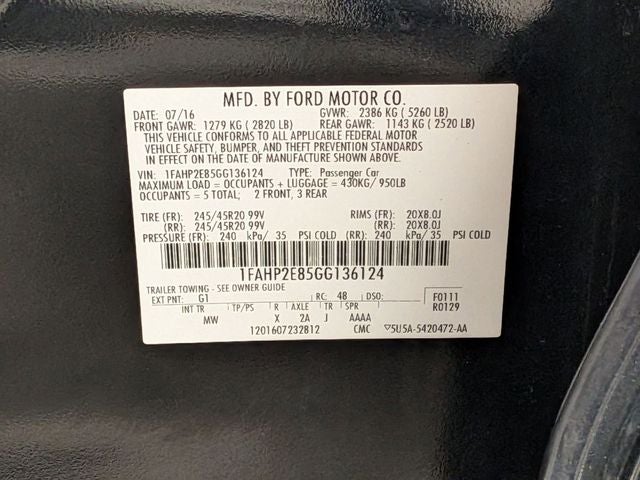 MFD. BY FORD MOTOR CO.
DATE: 07/16 GVWR: 2386 KG ( 5260 LB)
FRONT GAWR: 1279 KG ( 2820 LB) REAR GAWR: 1143 KG ( 2520 LB)
THIS VEHICLE CONFORMS TO ALL APPLICABLE FEDERAL MOTOR
VEHICLE SAFETY, BUMPER, AND THEFT PREVENTION STANDARDS
IN EFFECT ON THE DATE OF MANUFACTURE SHOWN ABOVE.
VIN: 1FAHP2E85GG136124 TYPE: Passenger Car
MAXIMUM LOAD = OCCUPANTS + LUGGAGE = 430KG/ 950LB
OCCUPANTS = 5 TOTAL; 2 FRONT, 3 REAR
TIRE (FR): 245/45R20 99V RIMS (FR): 20X8.0J
(RR): 245/45R20 99V (RR): 20X8.0J
PRESSURE (FR): 240 kPa/ 35 PSI COLD (RR): 240 kPa/ 35 PSI COLD
1FAHP2E85GG136124
TRAILER TOWING - SEE OWNER GUIDE
EXT PNT: G1 RC: 48 DSO: F0111
INT TR TP/PS R AXLE TR SPR R0129
MW X 2A J AAAA
1201607232812 CMC 5U5A-5420472-AA